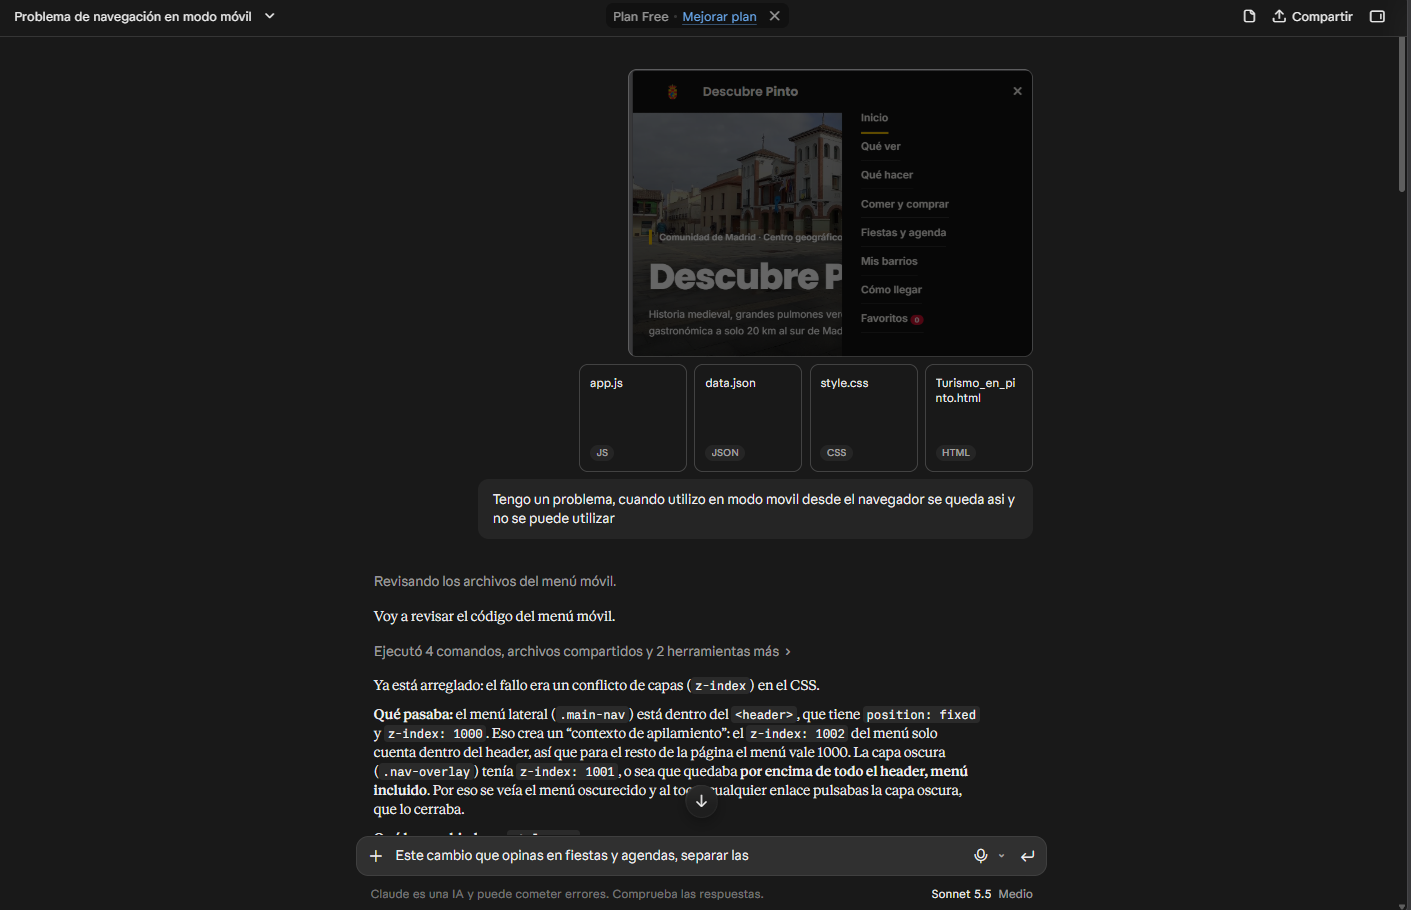 Problema de navegación en modo móvil
Plan Free · Mejorar plan
Compartir
Descubre Pinto
Inicio
Qué ver
Qué hacer
Comer y comprar
Fiestas y agenda
Mis barrios
Cómo llegar
Favoritos 0
Comunidad de Madrid · Centro geográfico
Descubre P
Historia medieval, grandes pulmones ver
gastronómica a solo 20 km al sur de Mad
app.js
JS
data.json
JSON
style.css
CSS
Turismo_en_pi
nto.html
HTML
Tengo un problema, cuando utilizo en modo movil desde el navegador se queda asi y
no se puede utilizar
Revisando los archivos del menú móvil.
Voy a revisar el código del menú móvil.
Ejecutó 4 comandos, archivos compartidos y 2 herramientas más
Ya está arreglado: el fallo era un conflicto de capas (z-index) en el CSS.
Qué pasaba: el menú lateral (.main-nav) está dentro del <header>, que tiene position: fixed
y z-index: 1000. Eso crea un “contexto de apilamiento”: el z-index: 1002 del menú solo
cuenta dentro del header, así que para el resto de la página el menú vale 1000. La capa oscura
(.nav-overlay) tenía z-index: 1001, o sea que quedaba por encima de todo el header, menú
incluido. Por eso se veía el menú oscurecido y al toc ualquier enlace pulsabas la capa oscura,
que lo cerraba.
Este cambio que opinas en fiestas y agendas, separar las
Claude es una IA y puede cometer errores. Comprueba las respuestas.
Sonnet 5.5 Medio